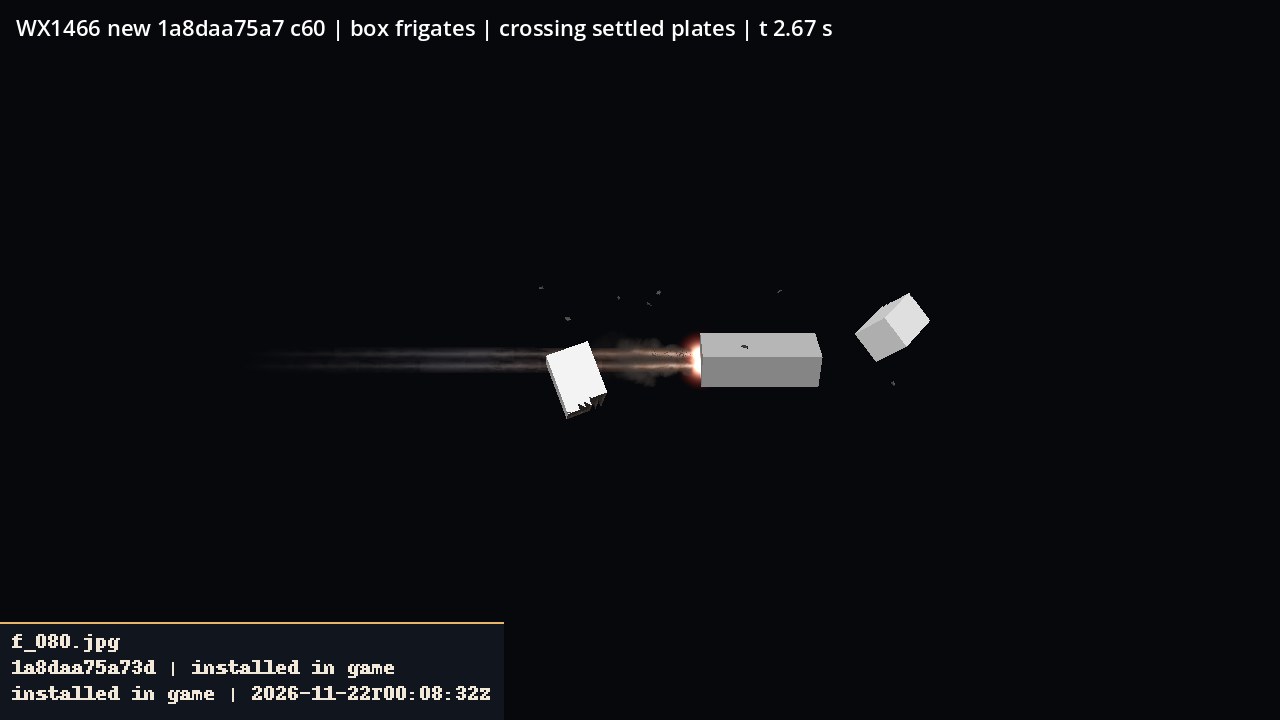 WX1466 new 1a8daa75a7 c60 | box frigates | crossing settled plates | t 2.67 s
f_080.jpg
1a8daa75a73d | installed in game
installed in game | 2026-11-22T00:08:32Z